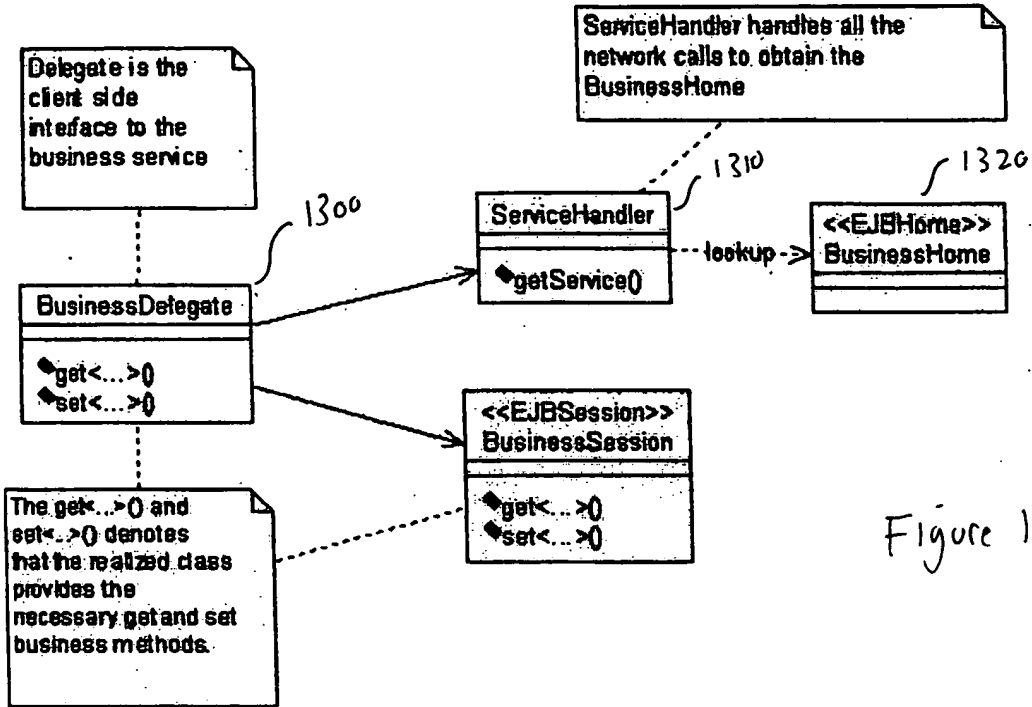 ServiceHandler handles all the
network calls to obtain the
BusinessHome
Delegate is the
client side
interface to the
business service
1300
1310
1320
ServiceHandler
getService()
lookup
<<EJBHome>>
BusinessHome
BusinessDelegate
get<...>()
set<...>()
<<EJBSession>>
BusinessSession
get<...>()
set<...>()
The get<...>() and
set<..>() denotes
that the realized class
provides the
necessary get and set
business methods.
Figure 1